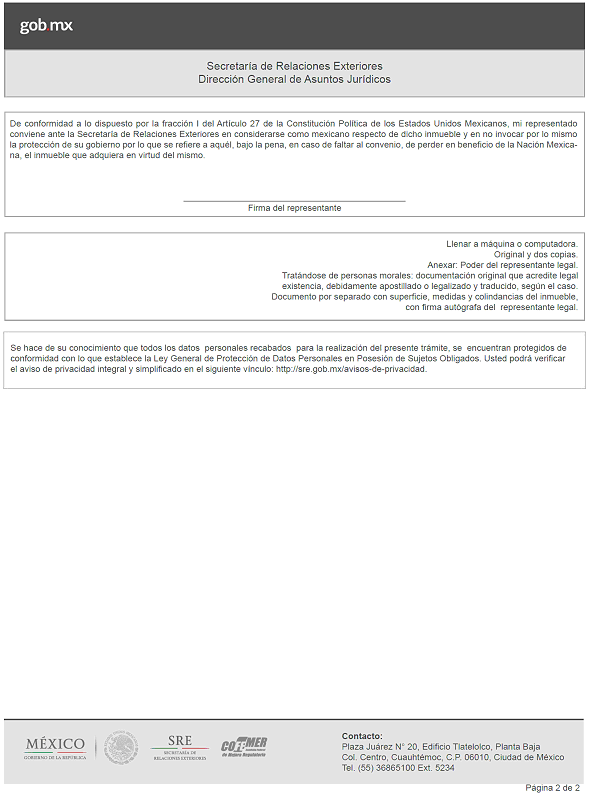 gob.mx
Secretaría de Relaciones Exteriores
Dirección General de Asuntos Jurídicos
De conformidad a lo dispuesto por la fracción I del Artículo 27 de la Constitución Política de los Estados Unidos Mexicanos, mi representado
conviene ante la Secretaría de Relaciones Exteriores en considerarse como mexicano respecto de dicho inmueble y en no invocar por lo mismo
la protección de su gobierno por lo que se refiere a aquél, bajo la pena, en caso de faltar al convenio, de perder en beneficio de la Nación Mexica-
na, el inmueble que adquiera en virtud del mismo.
Firma del representante
Llenar a máquina o computadora.
Original y dos copias.
Anexar: Poder del representante legal.
Tratándose de personas morales: documentación original que acredite legal
existencia, debidamente apostillado o legalizado y traducido, según el caso.
Documento por separado con superficie, medidas y colindancias del inmueble,
con firma autógrafa del representante legal.
Se hace de su conocimiento que todos los datos personales recabados para la realización del presente trámite, se encuentran protegidos de
conformidad con lo que establece la Ley General de Protección de Datos Personales en Posesión de Sujetos Obligados. Usted podrá verificar
el aviso de privacidad integral y simplificado en el siguiente vínculo: http://sre.gob.mx/avisos-de-privacidad.
MÉXICO
GOBIERNO DE LA REPÚBLICA
SRE
SECRETARÍA DE
RELACIONES EXTERIORES
COFEMER
de Mejora Regulatoria
Contacto:
Plaza Juárez N° 20, Edificio Tlatelolco, Planta Baja
Col. Centro, Cuauhtémoc, C.P. 06010, Ciudad de México
Tel. (55) 36865100 Ext. 5234
Página 2 de 2